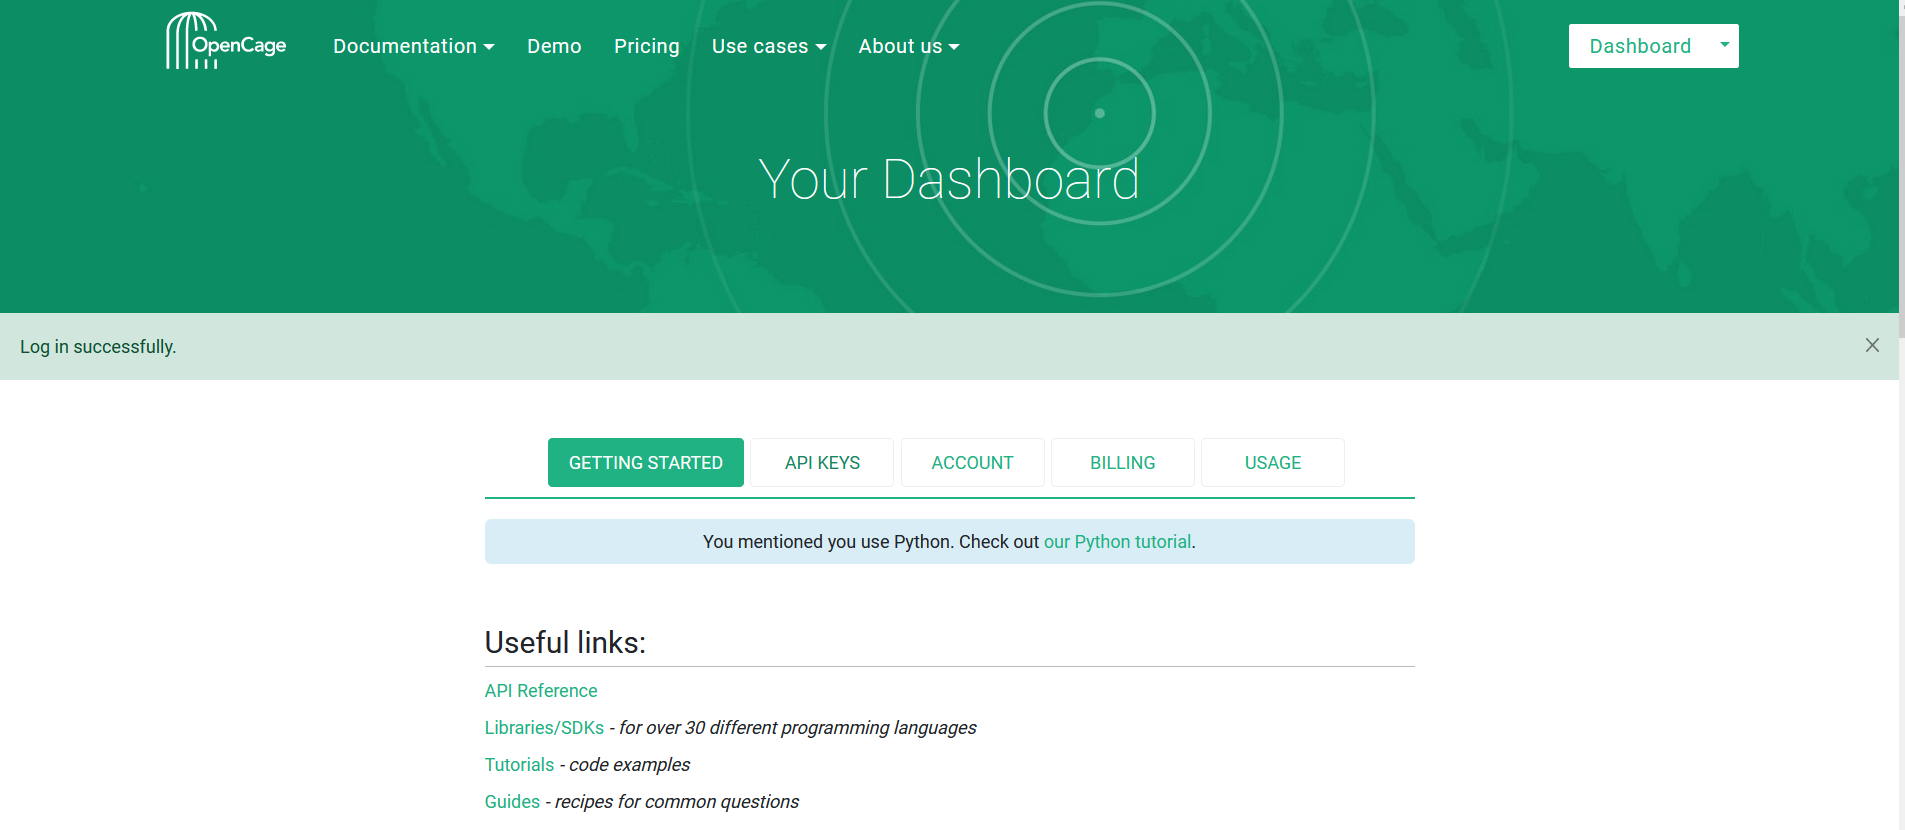 OpenCage
Documentation Demo Pricing Use cases About us Dashboard
Your Dashboard
Log in successfully.
GETTING STARTED API KEYS ACCOUNT BILLING USAGE
You mentioned you use Python. Check out our Python tutorial.
Useful links:
API Reference
Libraries/SDKs - for over 30 different programming languages
Tutorials - code examples
Guides - recipes for common questions